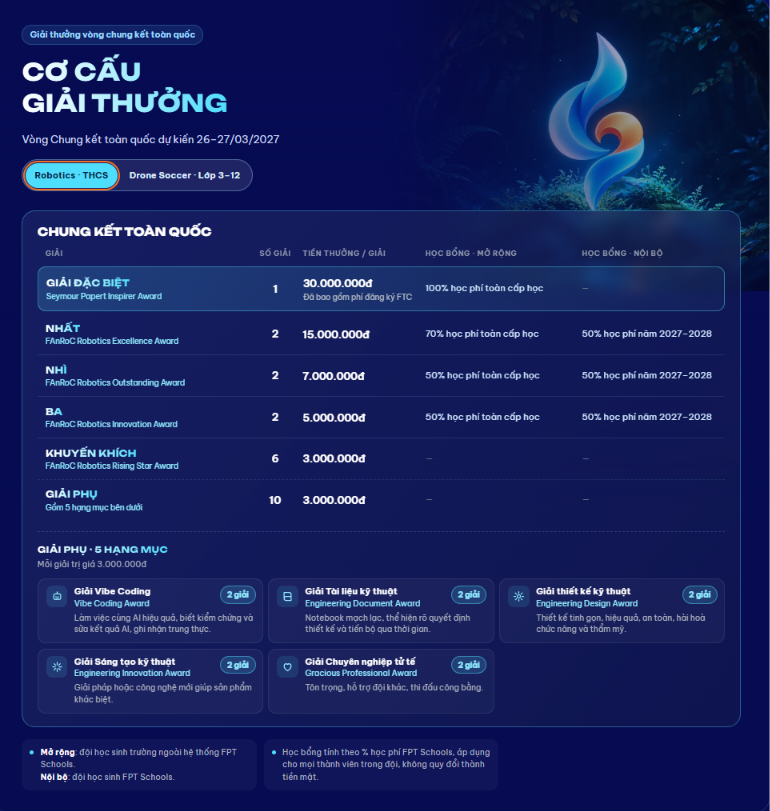 Giải thưởng vòng chung kết toàn quốc
CƠ CẤU
GIẢI THƯỞNG
Vòng Chung kết toàn quốc dự kiến 26–27/03/2027
Robotics · THCS
Drone Soccer · Lớp 3–12
CHUNG KẾT TOÀN QUỐC
GIẢI SỐ GIẢI TIỀN THƯỞNG / GIẢI HỌC BỔNG · MỞ RỘNG HỌC BỔNG · NỘI BỘ
GIẢI ĐẶC BIỆT 1 30.000.000đ 100% học phí toàn cấp học –
Seymour Papert Inspirer Award Đã bao gồm phí đăng ký FTC
NHẤT 2 15.000.000đ 70% học phí toàn cấp học 50% học phí năm 2027–2028
FAnRoC Robotics Excellence Award
NHÌ 2 7.000.000đ 50% học phí toàn cấp học 50% học phí năm 2027–2028
FAnRoC Robotics Outstanding Award
BA 2 5.000.000đ 50% học phí toàn cấp học 50% học phí năm 2027–2028
FAnRoC Robotics Innovation Award
KHUYẾN KHÍCH 6 3.000.000đ – –
FAnRoC Robotics Rising Star Award
GIẢI PHỤ 10 3.000.000đ – –
Gồm 5 hạng mục bên dưới
GIẢI PHỤ · 5 HẠNG MỤC
Mỗi giải trị giá 3.000.000đ
Giải Vibe Coding
2 giải
Vibe Coding Award
Làm việc cùng AI hiệu quả, biết kiểm chứng và
sửa kết quả AI, ghi nhận trung thực.
Giải Tài liệu kỹ thuật
2 giải
Engineering Document Award
Notebook mạch lạc, thể hiện rõ quyết định
thiết kế và tiến bộ qua thời gian.
Giải thiết kế kỹ thuật
2 giải
Engineering Design Award
Thiết kế tinh gọn, hiệu quả, an toàn, hài hoà
chức năng và thẩm mỹ.
Giải Sáng tạo kỹ thuật
2 giải
Engineering Innovation Award
Giải pháp hoặc công nghệ mới giúp sản phẩm
khác biệt.
Giải Chuyên nghiệp tử tế
2 giải
Gracious Professional Award
Tôn trọng, hỗ trợ đội khác, thi đấu công bằng.
Mở rộng: đội học sinh trường ngoài hệ thống FPT
Schools.
Nội bộ: đội học sinh FPT Schools.
Học bổng tính theo % học phí FPT Schools, áp dụng
cho mọi thành viên trong đội, không quy đổi thành
tiền mặt.